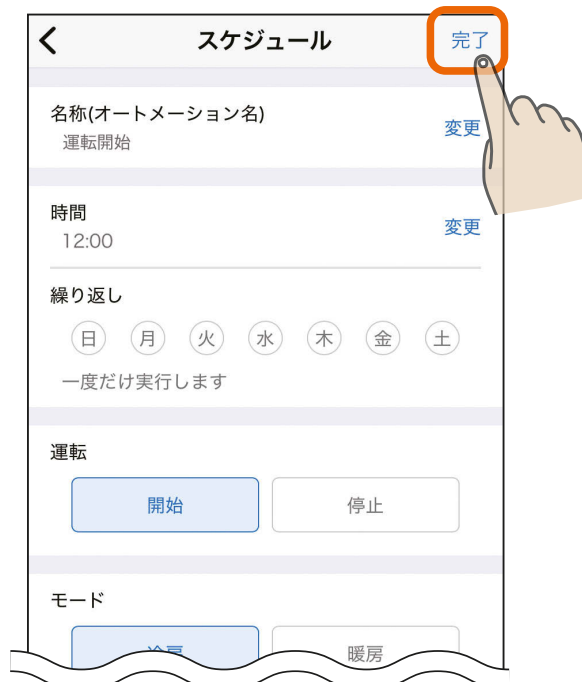 スケジュール 完了
名称(オートメーション名)
運転開始 変更
時間
12:00 変更
繰り返し
日 月 火 水 木 金 土
一度だけ実行します
運転
開始 停止
モード
冷房 暖房